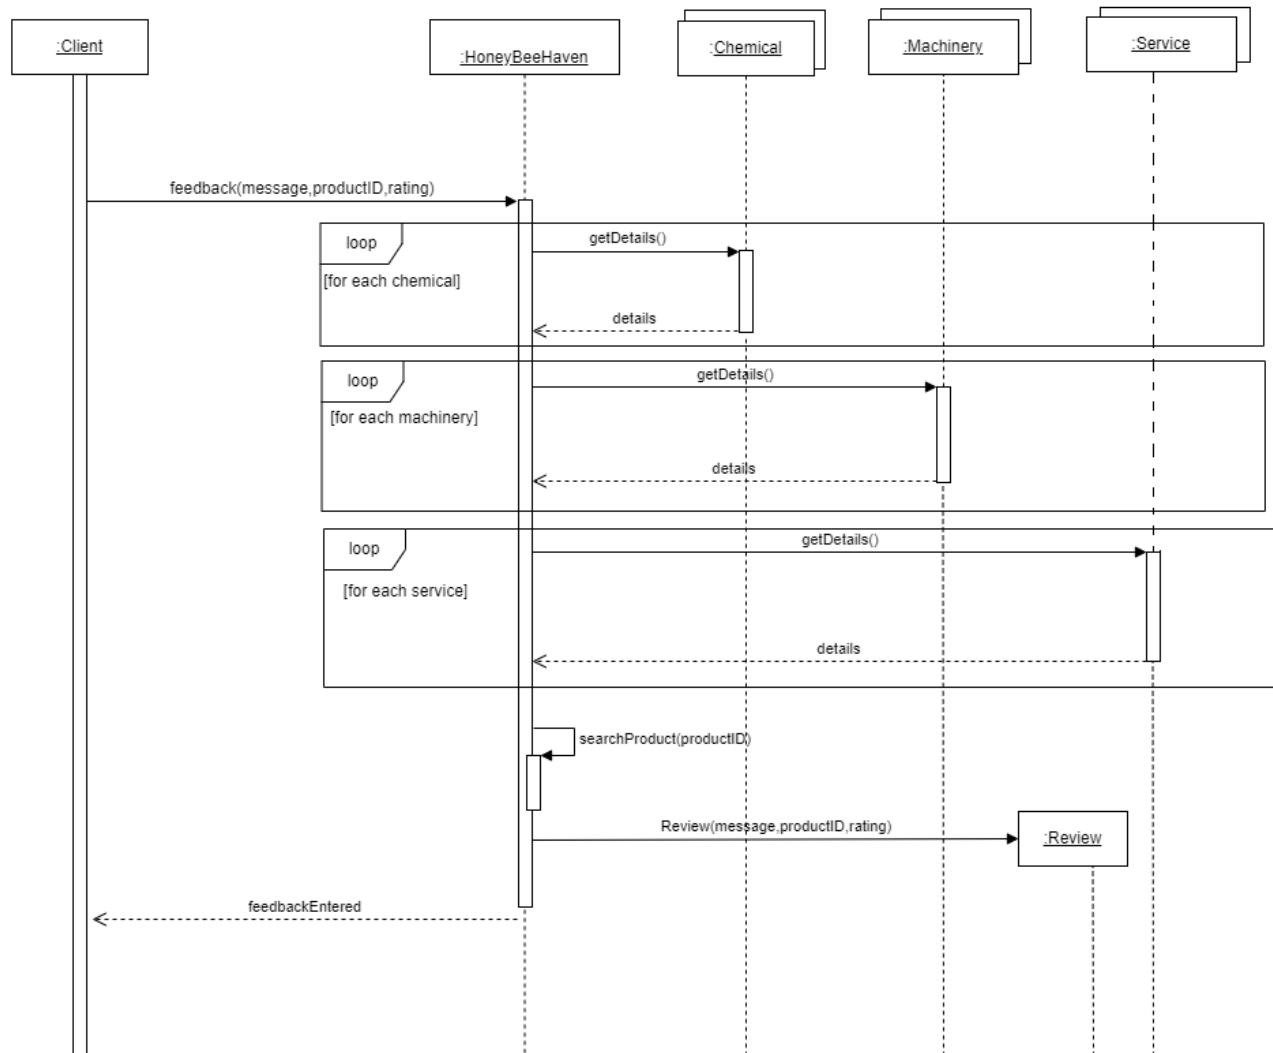 :Client
:HoneyBeeHaven
:Chemical
:Machinery
:Service
feedback(message,productID,rating)
loop
getDetails()
[for each chemical]
details
loop
getDetails()
[for each machinery]
details
loop
getDetails()
[for each service]
details
searchProduct(productID)
Review(message,productID,rating)
:Review
feedbackEntered